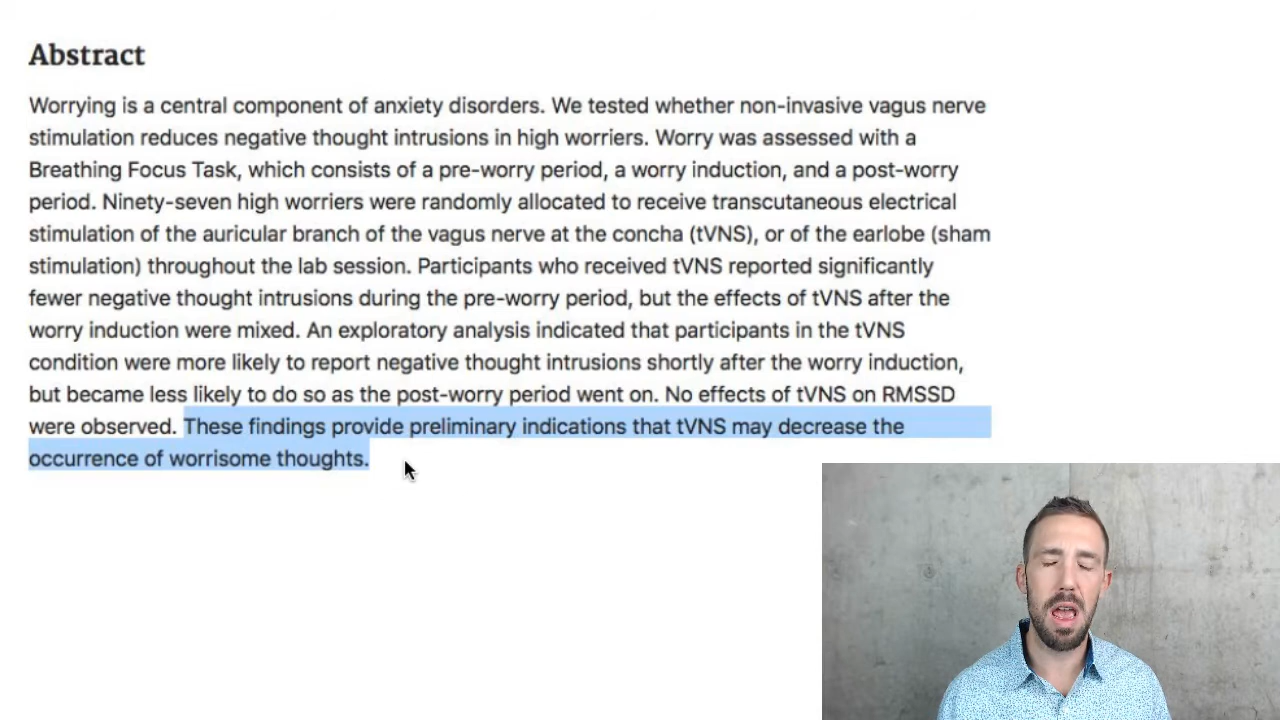 Abstract
Worrying is a central component of anxiety disorders. We tested whether non-invasive vagus nerve
stimulation reduces negative thought intrusions in high worriers. Worry was assessed with a
Breathing Focus Task, which consists of a pre-worry period, a worry induction, and a post-worry
period. Ninety-seven high worriers were randomly allocated to receive transcutaneous electrical
stimulation of the auricular branch of the vagus nerve at the concha (tVNS), or of the earlobe (sham
stimulation) throughout the lab session. Participants who received tVNS reported significantly
fewer negative thought intrusions during the pre-worry period, but the effects of tVNS after the
worry induction were mixed. An exploratory analysis indicated that participants in the tVNS
condition were more likely to report negative thought intrusions shortly after the worry induction,
but became less likely to do so as the post-worry period went on. No effects of tVNS on RMSSD
were observed. These findings provide preliminary indications that tVNS may decrease the
occurrence of worrisome thoughts.